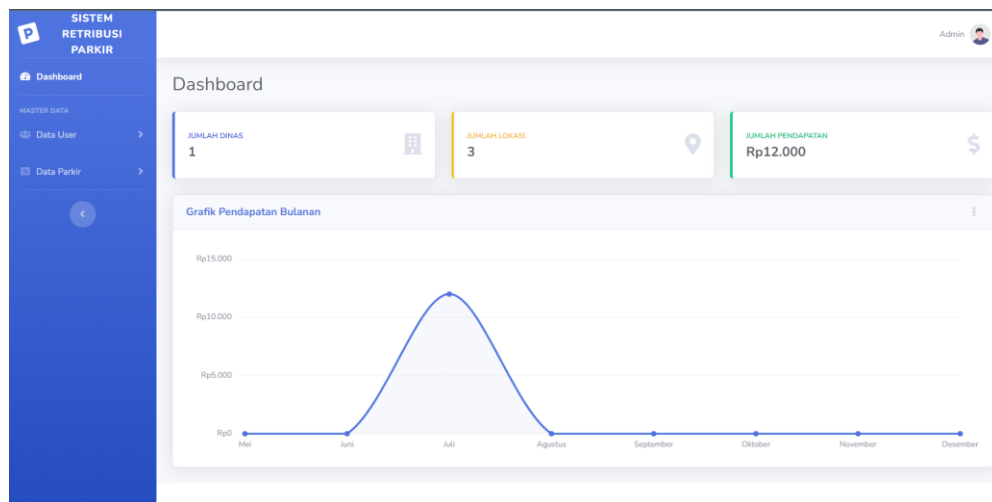 P
SISTEM
RETRIBUSI
PARKIR
Admin
Dashboard
MASTER DATA
Data User
Data Parkir
Dashboard
JUMLAH DINAS
1
JUMLAH LOKASI
3
JUMLAH PENDAPATAN
Rp12.000
$
Grafik Pendapatan Bulanan
Rp15.000
Rp10.000
Rp5.000
Rp0
Mei Juni Juli Agustus September Oktober November Desember